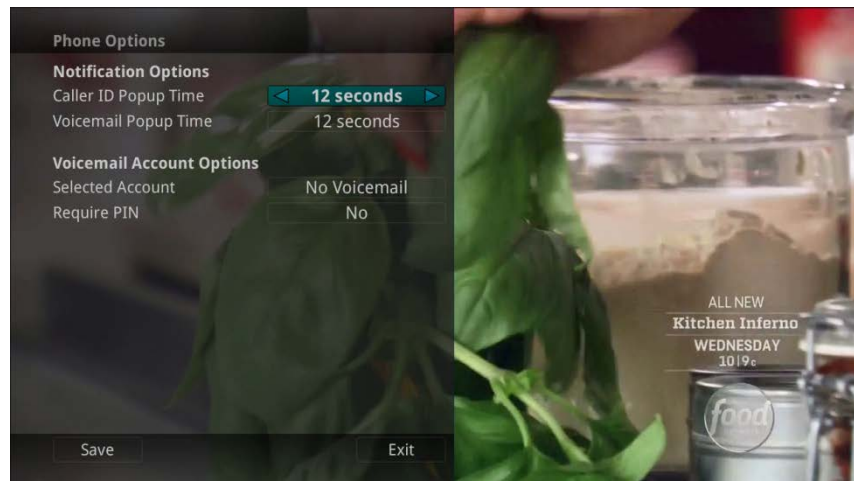 Phone Options
Notification Options
Caller ID Popup Time 12 seconds
Voicemail Popup Time 12 seconds
Voicemail Account Options
Selected Account No Voicemail
Require PIN No
Save Exit
ALL NEW
Kitchen Inferno
WEDNESDAY
10|9c
food